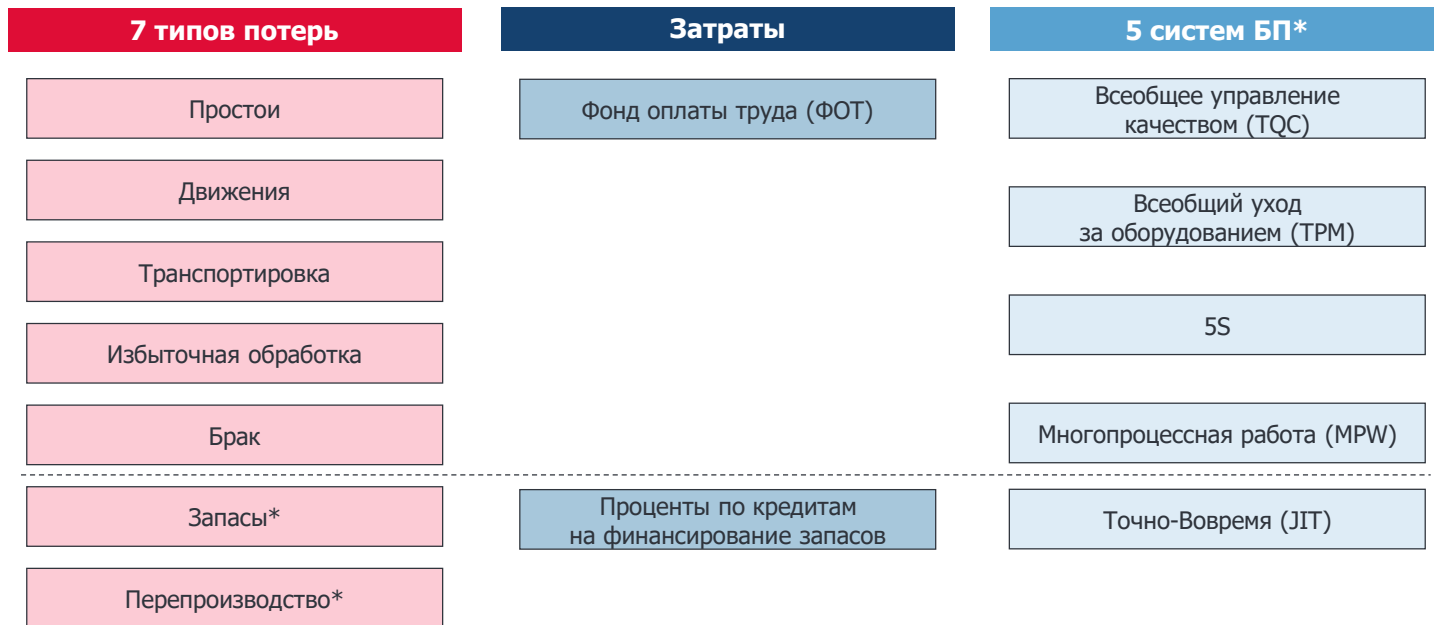 7 типов потерь
Затраты
5 систем БП*
Простои
Фонд оплаты труда (ФОТ)
Всеобщее управление
качеством (TQC)
Движения
Всеобщий уход
за оборудованием (TPM)
Транспортировка
5S
Избыточная обработка
Брак
Многопроцессная работа (MPW)
Запасы*
Проценты по кредитам
на финансирование запасов
Точно-Вовремя (JIT)
Перепроизводство*